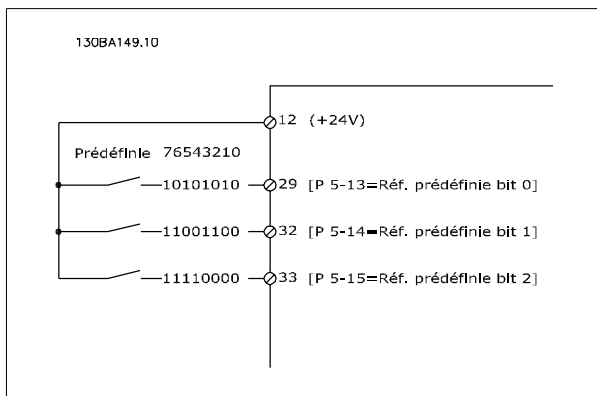 130BA149.10
12 (+24V)
Prédéfinie 76543210
10101010 29 [P 5-13=Réf. prédéfinie bit 0]
11001100 32 [P 5-14=Réf. prédéfinie bit 1]
11110000 33 [P 5-15=Réf. prédéfinie bit 2]